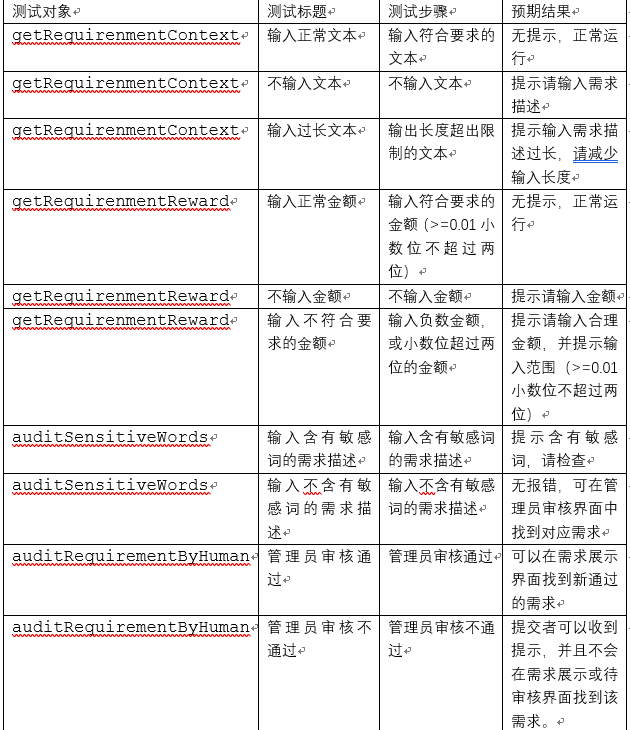 测试对象 测试标题 测试步骤 预期结果
getRequirenmentContext 输入正常文本 输入符合要求的 无提示，正常运
文本 行
getRequirenmentContext 不输入文本 不输入文本 提示请输入需求
描述
getRequirenmentContext 输入过长文本 输出长度超出限 提示输入需求描
制的文本 述过长，请减少
输入长度
getRequirenmentReward 输入正常金额 输入符合要求的 无提示，正常运
金额（>=0.01 小 行
数位不超过两
位）
getRequirenmentReward 不输入金额 不输入金额 提示请输入金额
getRequirenmentReward 输入不符合要 输入负数金额， 提示请输入合理
求的金额 或小数位超过两 金额，并提示输
位的金额 入范围（>=0.01
小数位不超过两
位）
auditSensitiveWords 输入含有敏感 输入含有敏感词 提示含有敏感
词的需求描述 的需求描述 词，请检查
auditSensitiveWords 输入不含有敏 输入不含有敏感 无报错，可在管
感词的需求描 词的需求描述 理员审核界面中
述 找到对应需求
auditRequirementByHuman 管理员审核通 管理员审核通过 可以在需求展示
过 界面找到新通过
的需求
auditRequirementByHuman 管理员审核不 管理员审核不通 提交者可以收到
通过 过 提示，并且不会
在需求展示或待
审核界面找到该
需求。